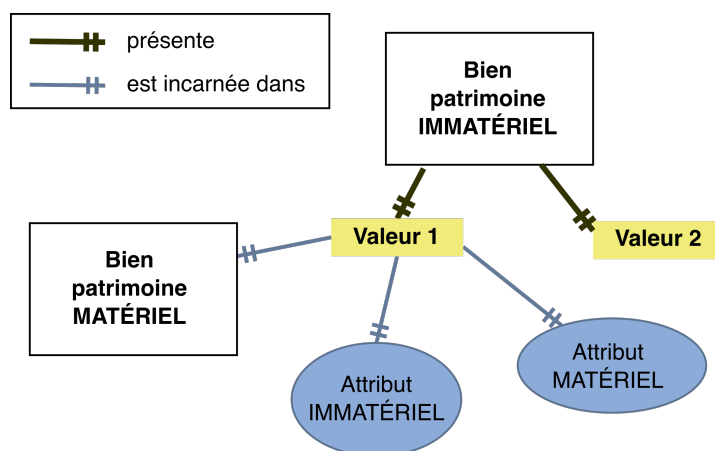 présente
est incarnée dans
Bien
patrimoine
IMMATÉRIEL
Valeur 1
Valeur 2
Bien
patrimoine
MATÉRIEL
Attribut
MATÉRIEL
Attribut
IMMATÉRIEL